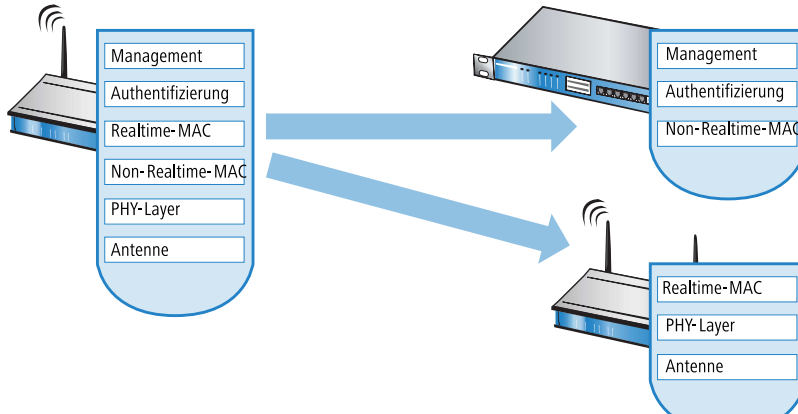 Management
Authentifizierung
Realtime-MAC
Non-Realtime-MAC
PHY-Layer
Antenne
Management
Authentifizierung
Non-Realtime-MAC
Realtime-MAC
PHY-Layer
Antenne